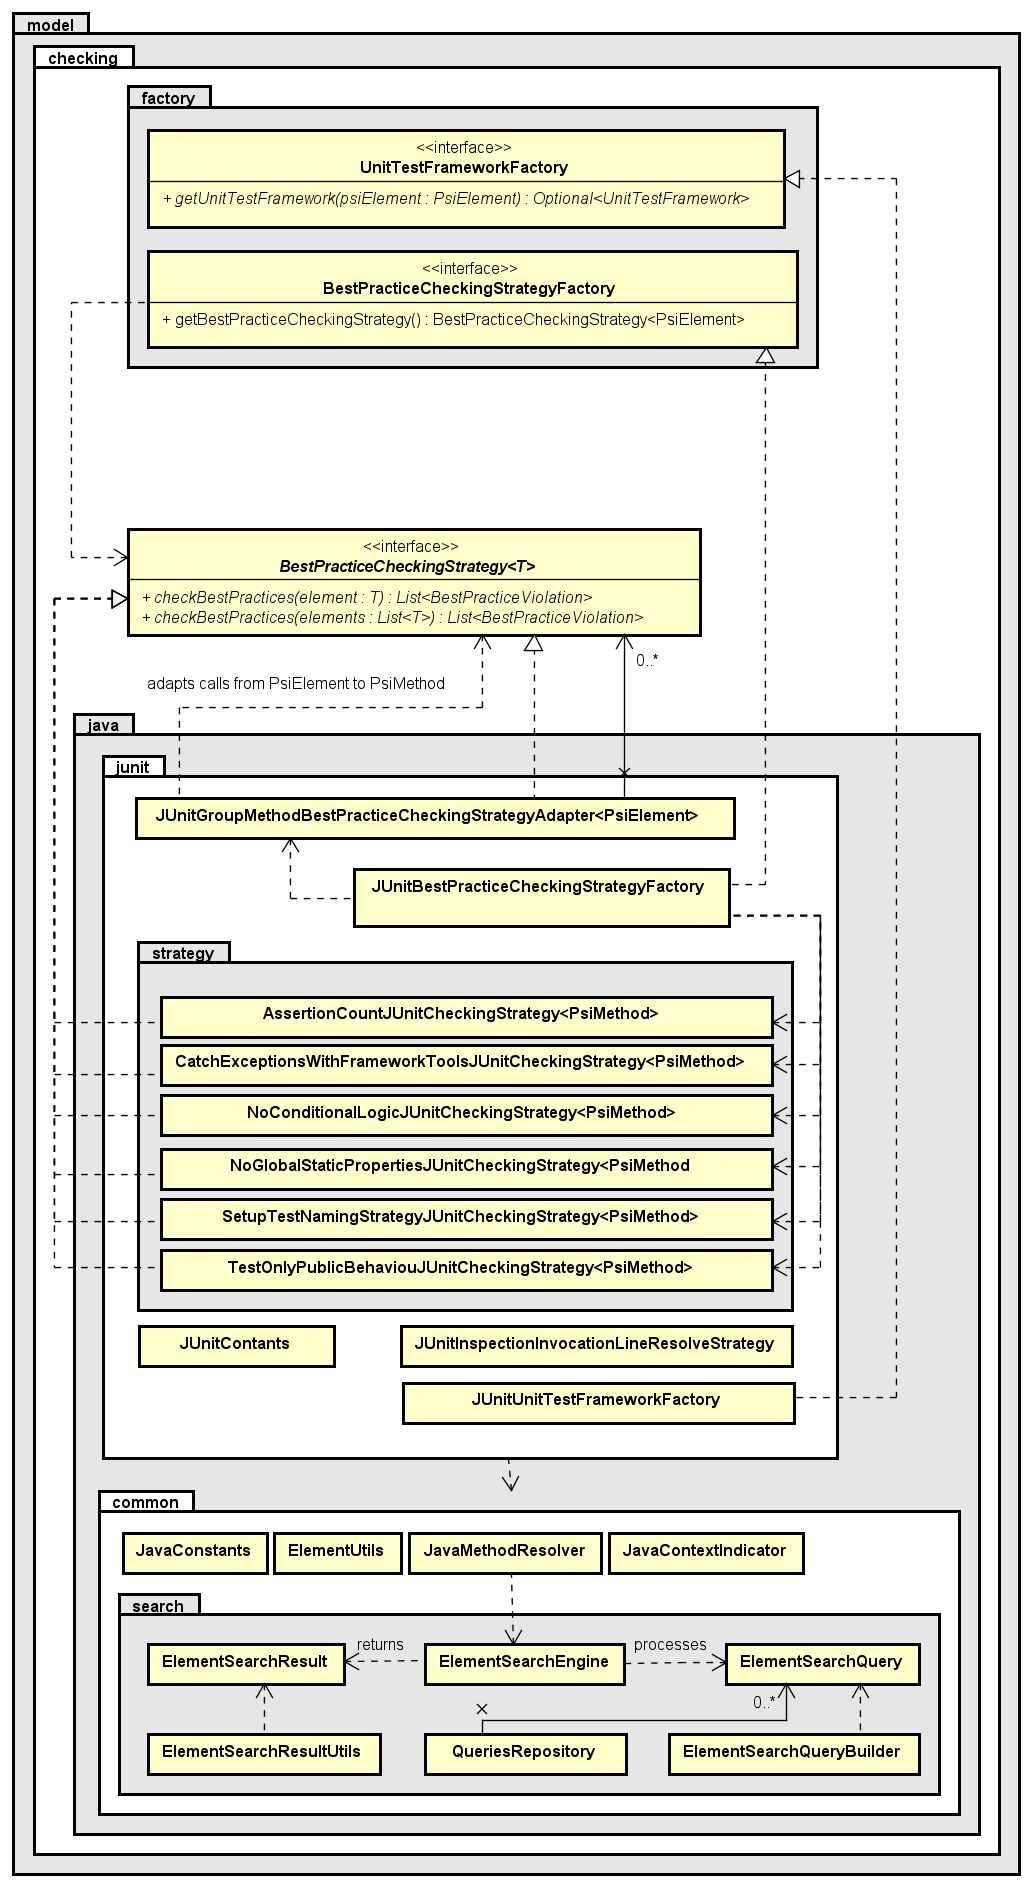 model
checking
factory
<<interface>>
UnitTestFrameworkFactory
+ getUnitTestFramework(psiElement : PsiElement) : Optional<UnitTestFramework>
<<interface>>
BestPracticeCheckingStrategyFactory
+ getBestPracticeCheckingStrategy() : BestPracticeCheckingStrategy<PsiElement>
<<interface>>
BestPracticeCheckingStrategy<T>
+ checkBestPractices(element : T) : List<BestPracticeViolation>
+ checkBestPractices(elements : List<T>) : List<BestPracticeViolation>
0..*
adapts calls from PsiElement to PsiMethod
java
junit
JUnitGroupMethodBestPracticeCheckingStrategyAdapter<PsiElement>
JUnitBestPracticeCheckingStrategyFactory
strategy
AssertionCountJUnitCheckingStrategy<PsiMethod>
CatchExceptionsWithFrameworkToolsJUnitCheckingStrategy<PsiMethod>
NoConditionalLogicJUnitCheckingStrategy<PsiMethod>
NoGlobalStaticPropertiesJUnitCheckingStrategy<PsiMethod
SetupTestNamingStrategyJUnitCheckingStrategy<PsiMethod>
TestOnlyPublicBehaviouJUnitCheckingStrategy<PsiMethod>
JUnitContants
JUnitInspectionInvocationLineResolveStrategy
JUnitUnitTestFrameworkFactory
common
JavaConstants
ElementUtils
JavaMethodResolver
JavaContextIndicator
search
returns
processes
ElementSearchResult
ElementSearchEngine
ElementSearchQuery
0..*
ElementSearchResultUtils
QueriesRepository
ElementSearchQueryBuilder